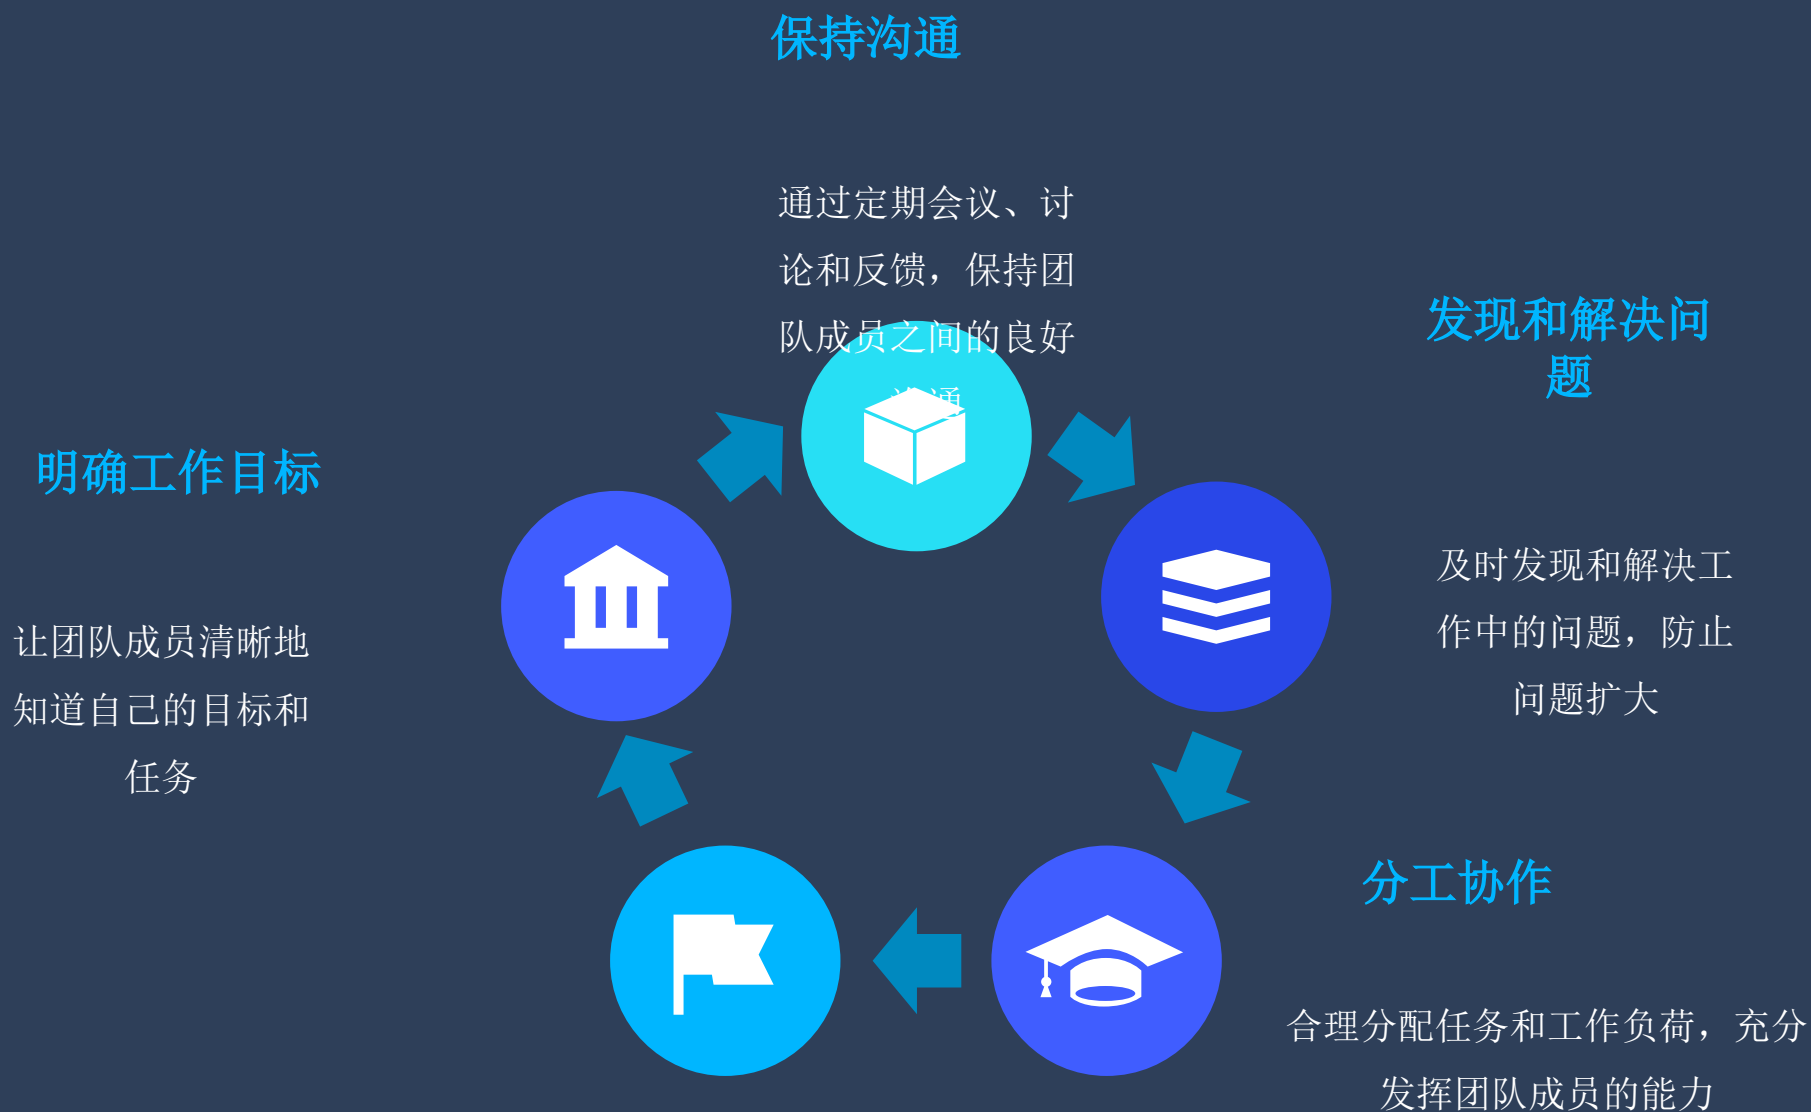 保持沟通
通过定期会议、讨
论和反馈，保持团
队成员之间的良好
沟通
发现和解决问
题
及时发现和解决工
作中的问题，防止
问题扩大
明确工作目标
让团队成员清晰地
知道自己的目标和
任务
分工协作
合理分配任务和工作负荷，充分
发挥团队成员的能力